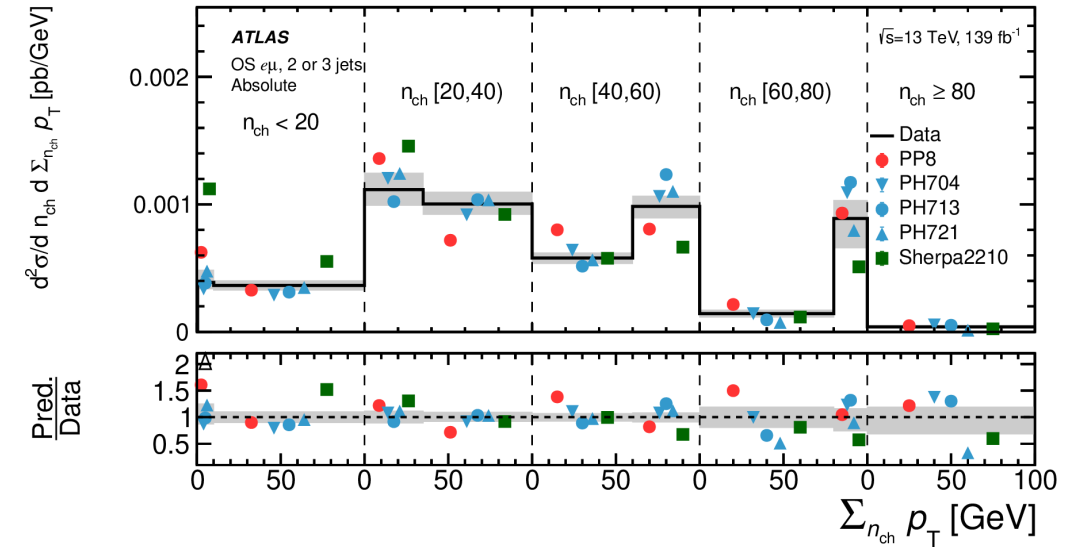 d²σ/d n_ch d Σ_n_ch p_T [pb/GeV]
0.002
0.001
0
ATLAS
OS eμ, 2 or 3 jets
Absolute
√s=13 TeV, 139 fb⁻¹
n_ch < 20
n_ch [20,40)
n_ch [40,60)
n_ch [60,80)
n_ch ≥ 80
Data
PP8
PH704
PH713
PH721
Sherpa2210
Pred.
Data
2
1.5
1
0.5
0 50 0 50 0 50 0 50 0 50 100
Σ_n_ch p_T [GeV]